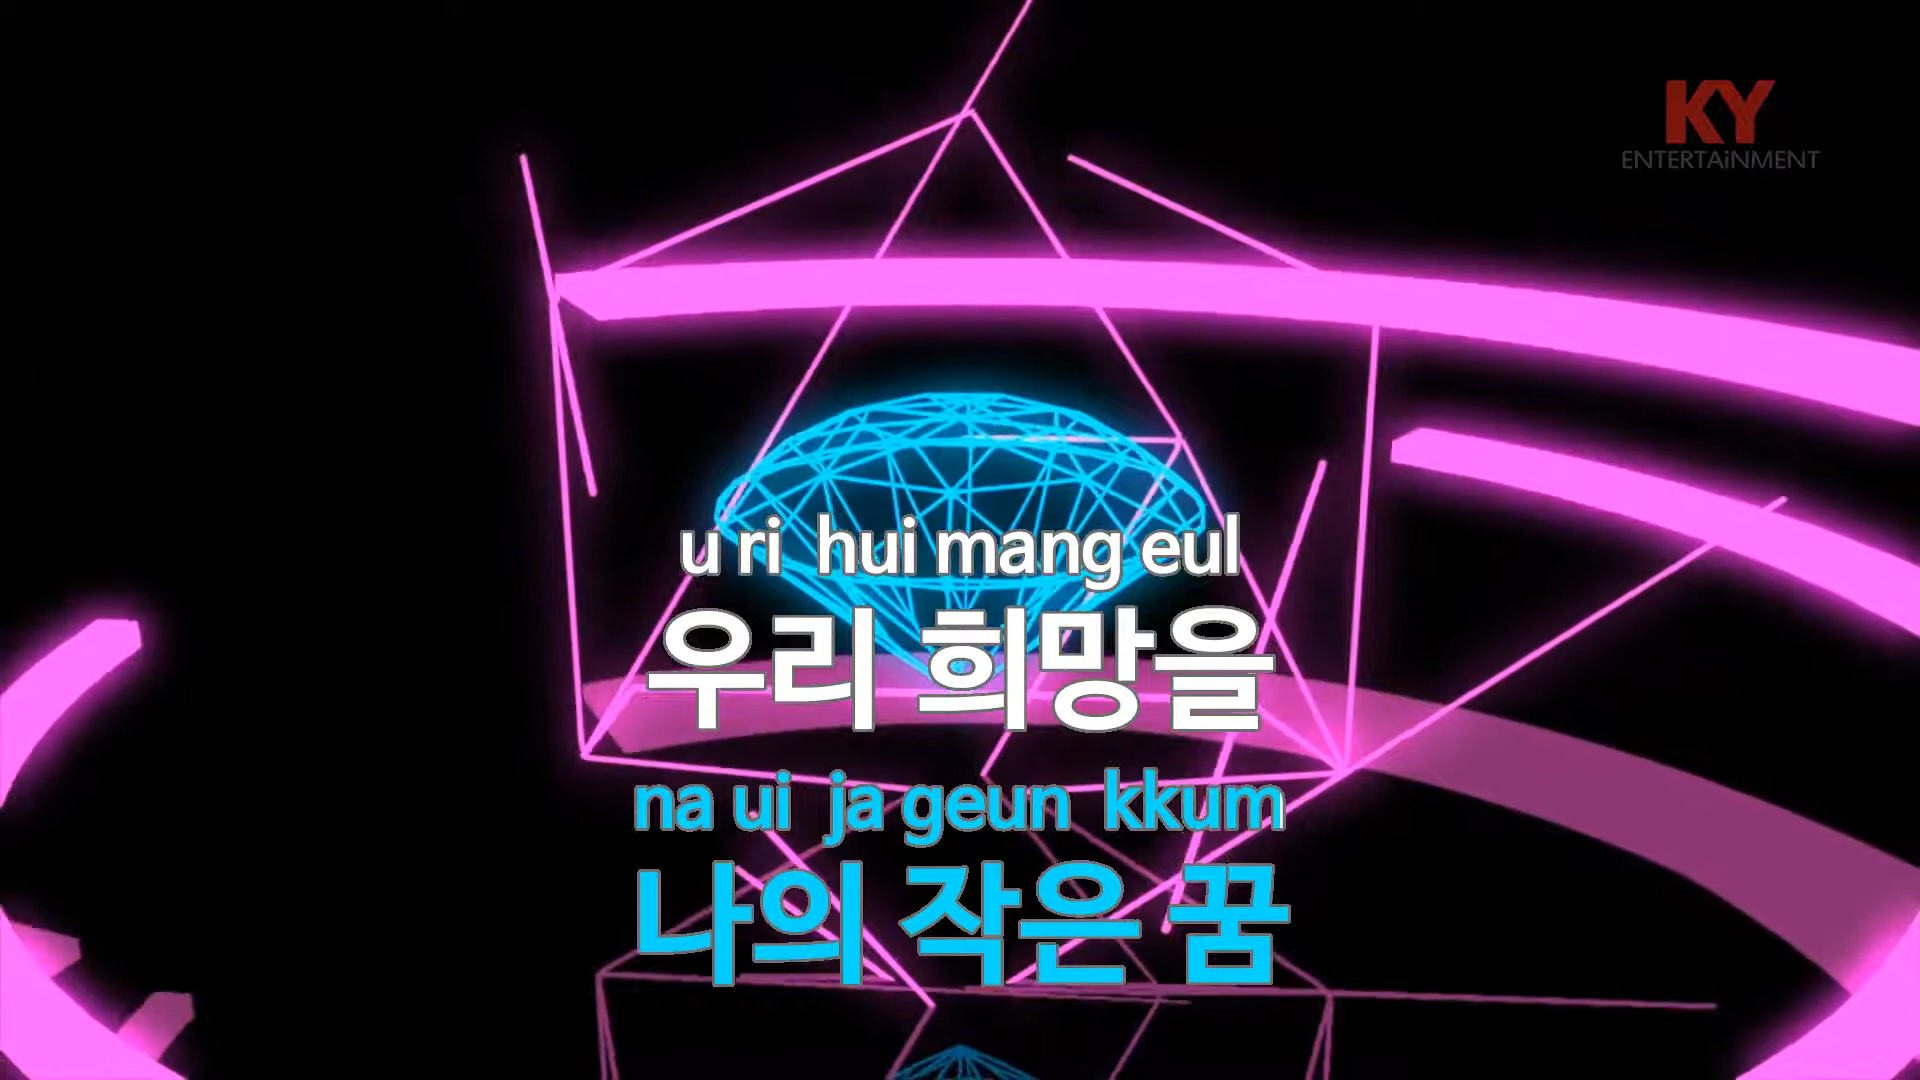 KY
ENTERTAiNMENT
u ri hui mang eul
우리 희망을
na ui ja geun kkum
나의 작은 꿈